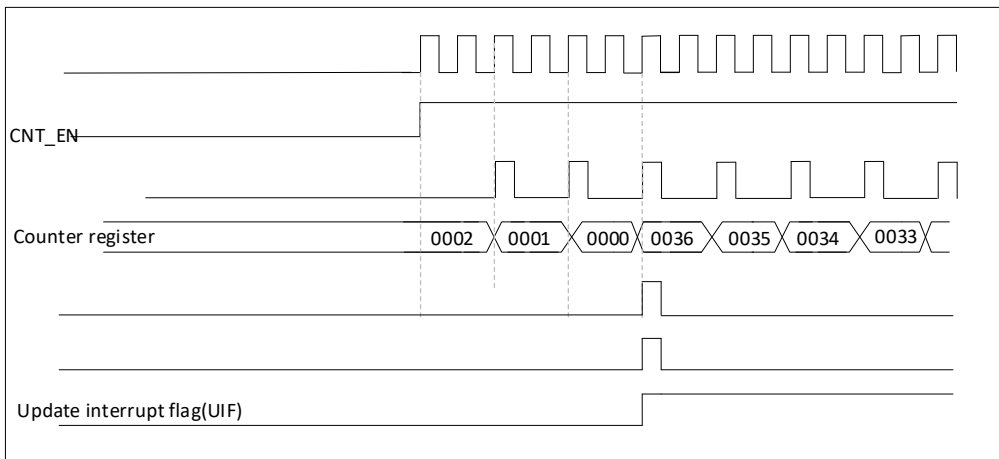 CNT_EN
Counter register 0002 0001 0000 0036 0035 0034 0033
Update interrupt flag(UIF)